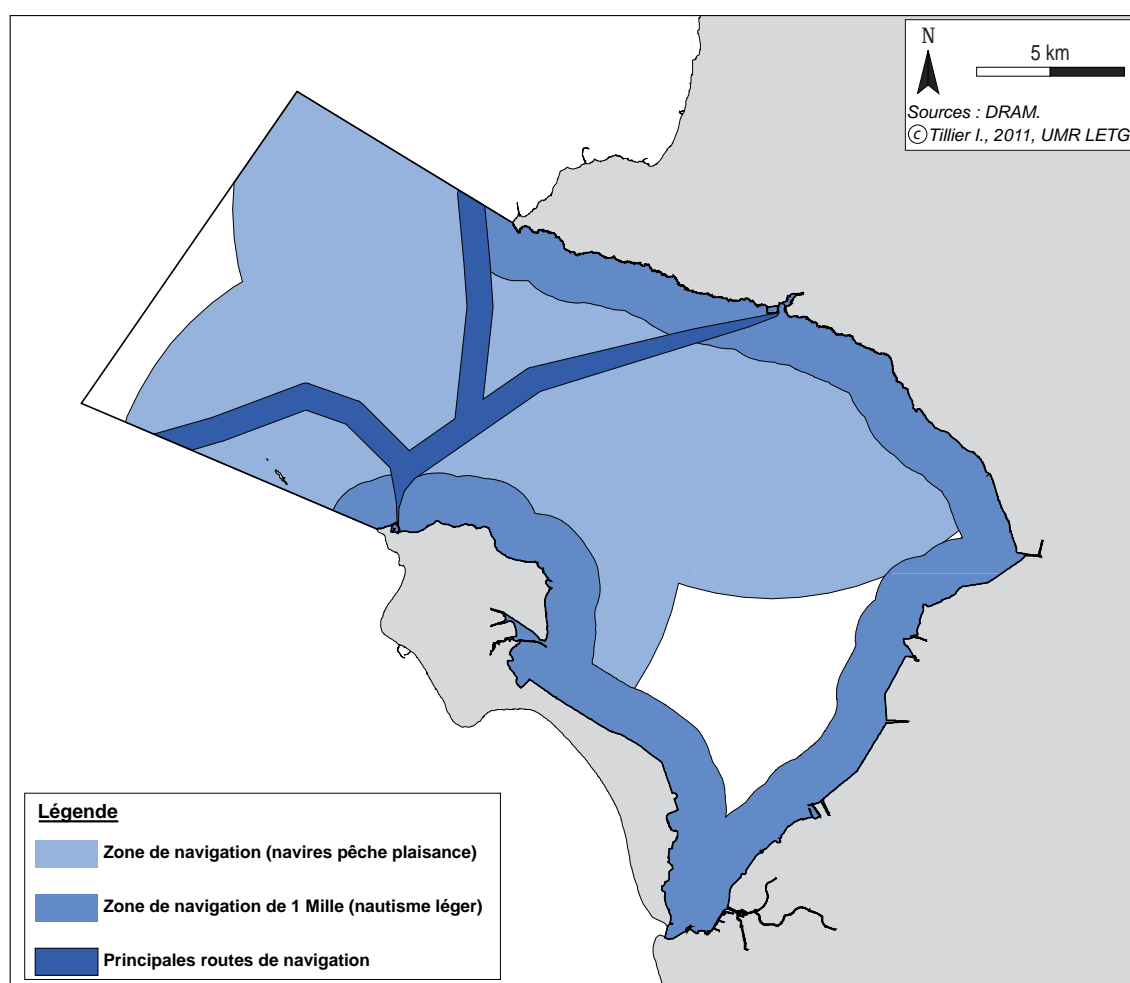 N
5 km
Sources : DRAM.
©Tillier I., 2011, UMR LETG
Légende
Zone de navigation (navires pêche plaisance)
Zone de navigation de 1 Mille (nautisme léger)
Principales routes de navigation